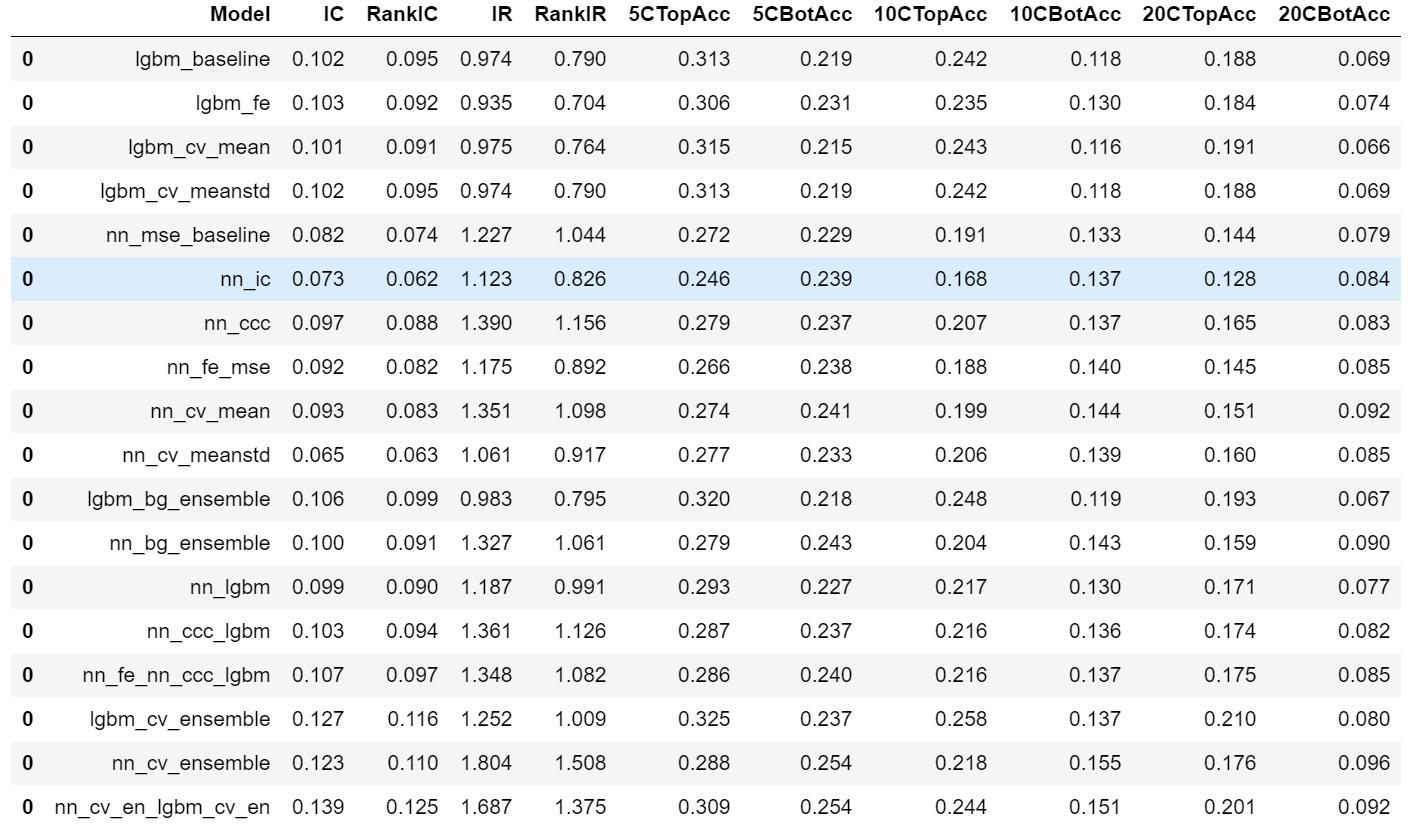 Model IC RankIC IR RankIR 5CTopAcc 5CBotAcc 10CTopAcc 10CBotAcc 20CTopAcc 20CBotAcc
0 lgbm_baseline 0.102 0.095 0.974 0.790 0.313 0.219 0.242 0.118 0.188 0.069
0 lgbm_fe 0.103 0.092 0.935 0.704 0.306 0.231 0.235 0.130 0.184 0.074
0 lgbm_cv_mean 0.101 0.091 0.975 0.764 0.315 0.215 0.243 0.116 0.191 0.066
0 lgbm_cv_meanstd 0.102 0.095 0.974 0.790 0.313 0.219 0.242 0.118 0.188 0.069
0 nn_mse_baseline 0.082 0.074 1.227 1.044 0.272 0.229 0.191 0.133 0.144 0.079
0 nn_ic 0.073 0.062 1.123 0.826 0.246 0.239 0.168 0.137 0.128 0.084
0 nn_ccc 0.097 0.088 1.390 1.156 0.279 0.237 0.207 0.137 0.165 0.083
0 nn_fe_mse 0.092 0.082 1.175 0.892 0.266 0.238 0.188 0.140 0.145 0.085
0 nn_cv_mean 0.093 0.083 1.351 1.098 0.274 0.241 0.199 0.144 0.151 0.092
0 nn_cv_meanstd 0.065 0.063 1.061 0.917 0.277 0.233 0.206 0.139 0.160 0.085
0 lgbm_bg_ensemble 0.106 0.099 0.983 0.795 0.320 0.218 0.248 0.119 0.193 0.067
0 nn_bg_ensemble 0.100 0.091 1.327 1.061 0.279 0.243 0.204 0.143 0.159 0.090
0 nn_lgbm 0.099 0.090 1.187 0.991 0.293 0.227 0.217 0.130 0.171 0.077
0 nn_ccc_lgbm 0.103 0.094 1.361 1.126 0.287 0.237 0.216 0.136 0.174 0.082
0 nn_fe_nn_ccc_lgbm 0.107 0.097 1.348 1.082 0.286 0.240 0.216 0.137 0.175 0.085
0 lgbm_cv_ensemble 0.127 0.116 1.252 1.009 0.325 0.237 0.258 0.137 0.210 0.080
0 nn_cv_ensemble 0.123 0.110 1.804 1.508 0.288 0.254 0.218 0.155 0.176 0.096
0 nn_cv_en_lgbm_cv_en 0.139 0.125 1.687 1.375 0.309 0.254 0.244 0.151 0.201 0.092